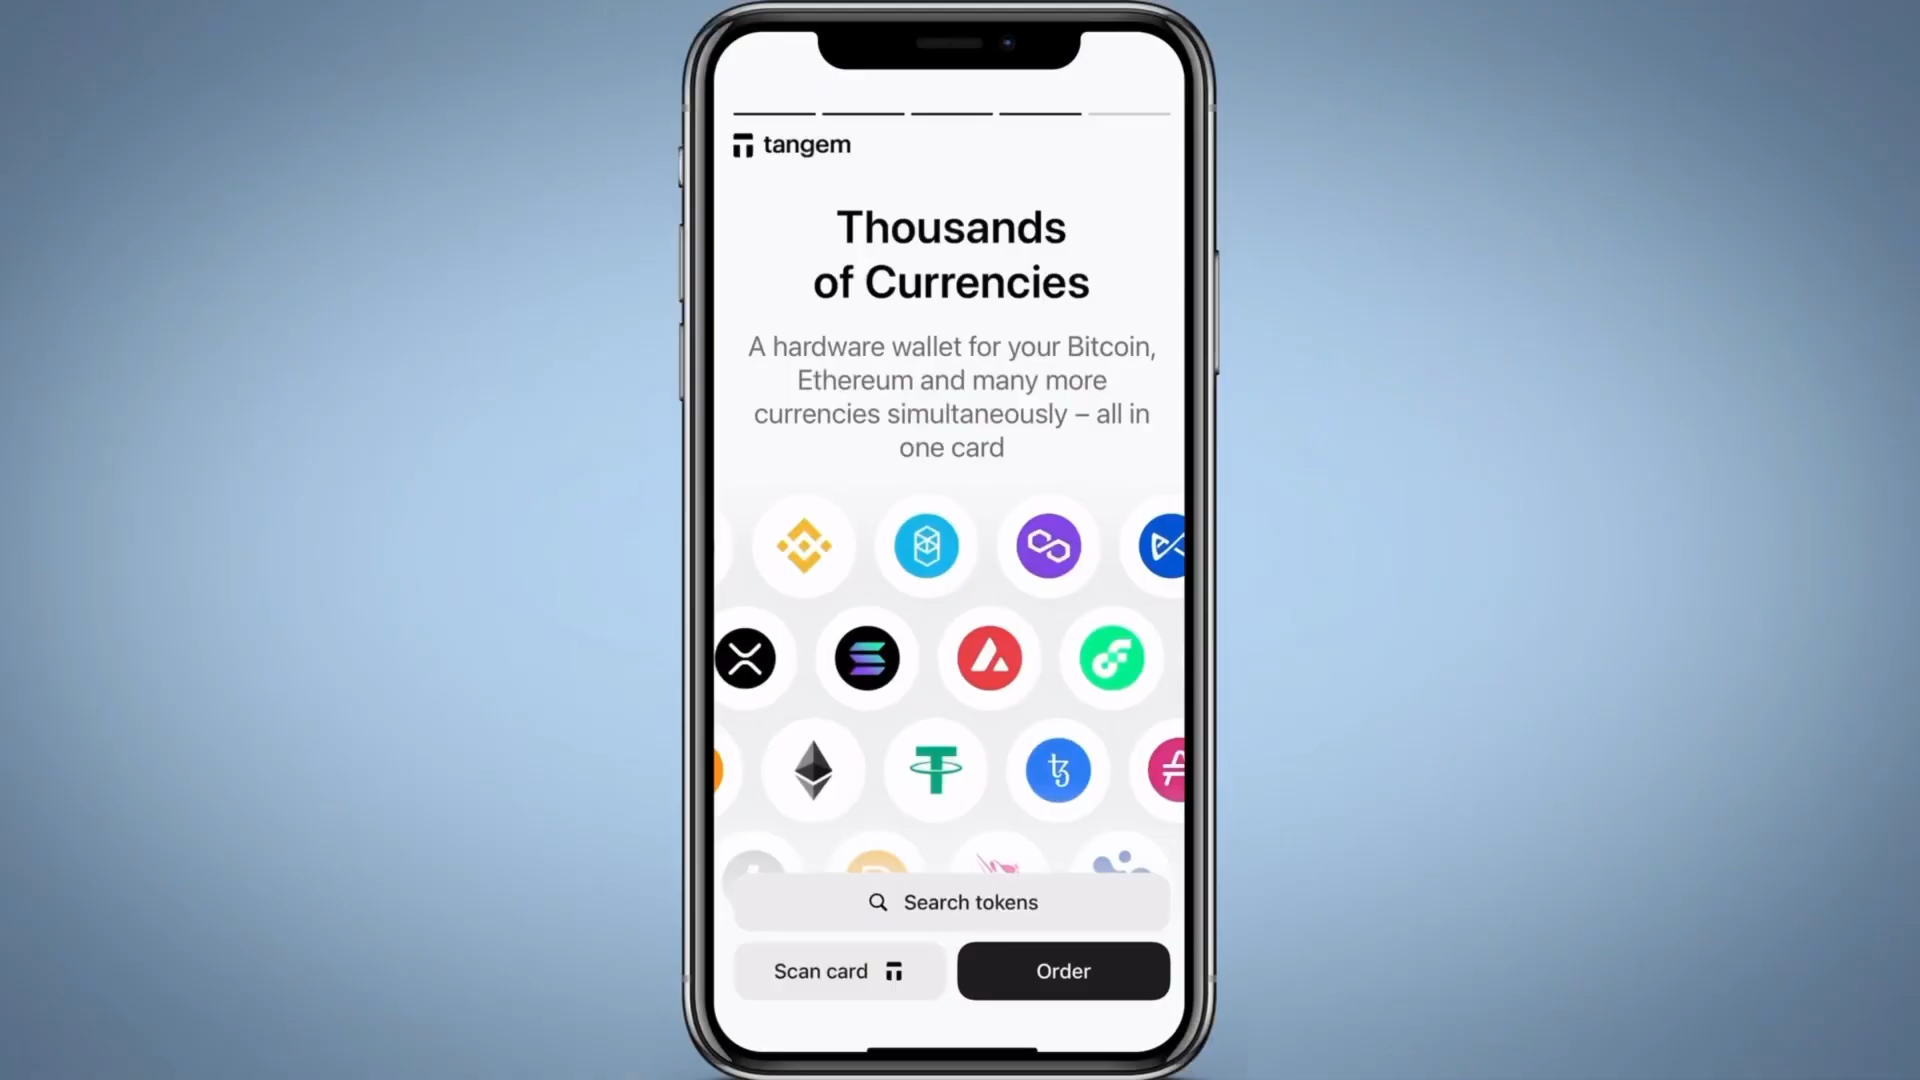 tangem
Thousands
of Currencies
A hardware wallet for your Bitcoin,
Ethereum and many more
currencies simultaneously – all in
one card
Search tokens
Scan card
Order